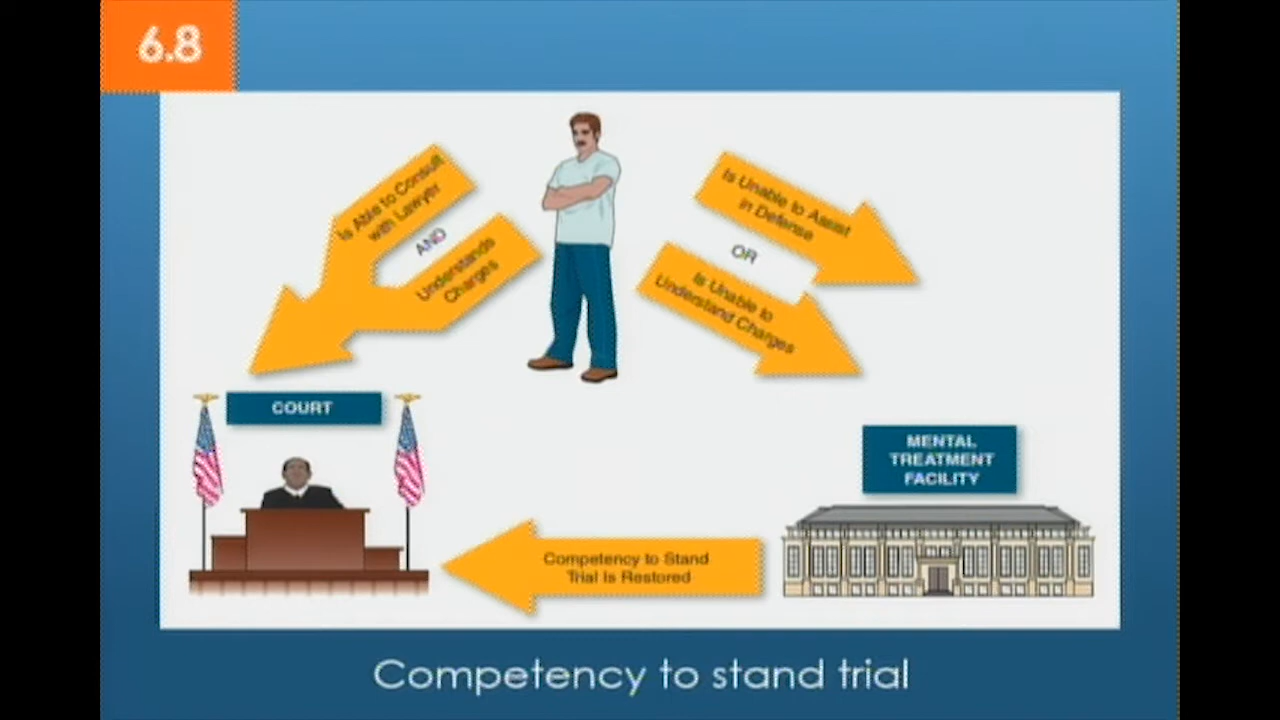 6.8
Is Able to Consult
with Lawyer
AND
Understands
Charges
Is Unable to Assist
in Defense
OR
Is Unable to
Understand Charges
COURT
MENTAL
TREATMENT
FACILITY
Competency to Stand
Trial Is Restored
Competency to stand trial